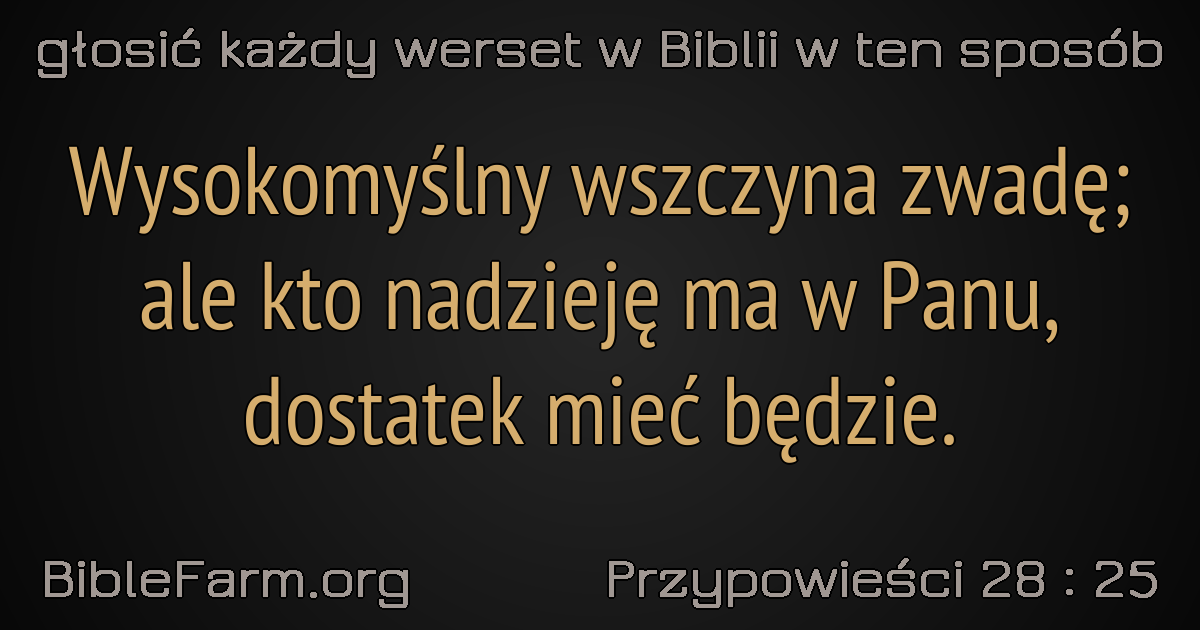 głosić każdy werset w Biblii w ten sposób
Wysokomyślny wszczyna zwadę;
ale kto nadzieję ma w Panu,
dostatek mieć będzie.
BibleFarm.org
Przypowieści 28 : 25